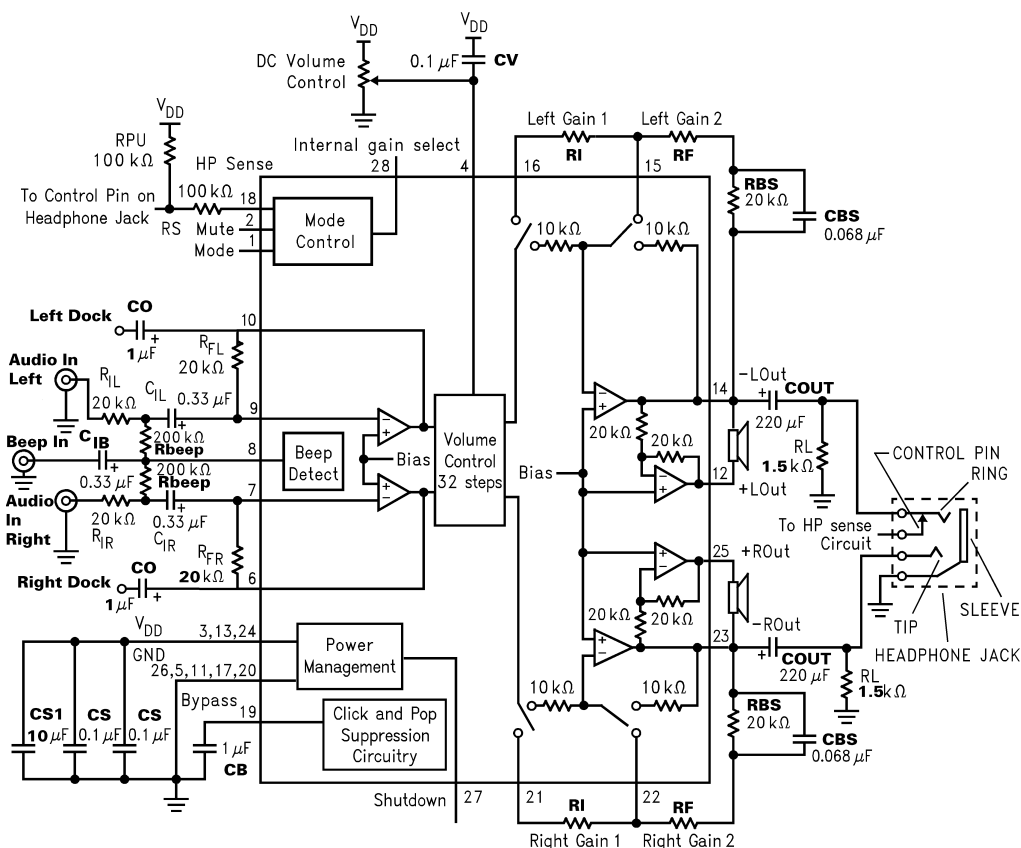 VDD
VDD
DC Volume
Control
0.1 µF CV
VDD
RPU
100 kΩ
Left Gain 1
Left Gain 2
RI
RF
Internal gain select
HP Sense
28
4
16
15
To Control Pin on
Headphone Jack
100 kΩ
18
RS
Mute
2
Mode
1
Mode
Control
RBS
20 kΩ
CBS
0.068 µF
10 kΩ
10 kΩ
CO
Left Dock
1 µF
+
10
RFL
20 kΩ
Audio In
Left
RIL
20 kΩ
CIL
0.33 µF
+
9
200 kΩ
Rbeep
Beep In
CIB
+
0.33 µF
8
200 kΩ
Rbeep
Beep
Detect
Bias
Volume
Control
32 steps
Audio
In
Right
20 kΩ
RIR
+
0.33 µF
CIR
7
RFR
20 kΩ
CO
Right Dock
1 µF
+
6
−
+
+
−
−
+
20 kΩ
20 kΩ
−
+
Bias
14
−LOut
COUT
+
220 µF
RL
1.5 kΩ
12
+LOut
CONTROL PIN
RING
To HP sense
Circuit
TIP
SLEEVE
HEADPHONE JACK
+
−
25
+ROut
20 kΩ
20 kΩ
+
−
23
−ROut
+
COUT
220 µF
RL
1.5kΩ
10 kΩ
10 kΩ
RBS
20 kΩ
CBS
0.068 µF
VDD
3,13,24
GND
26,5,11,17,20
Power
Management
Bypass
19
Click and Pop
Suppression
Circuitry
CS1
10 µF
CS
0.1 µF
CS
0.1 µF
1 µF
CB
Shutdown
27
21
22
RI
RF
Right Gain 1
Right Gain 2